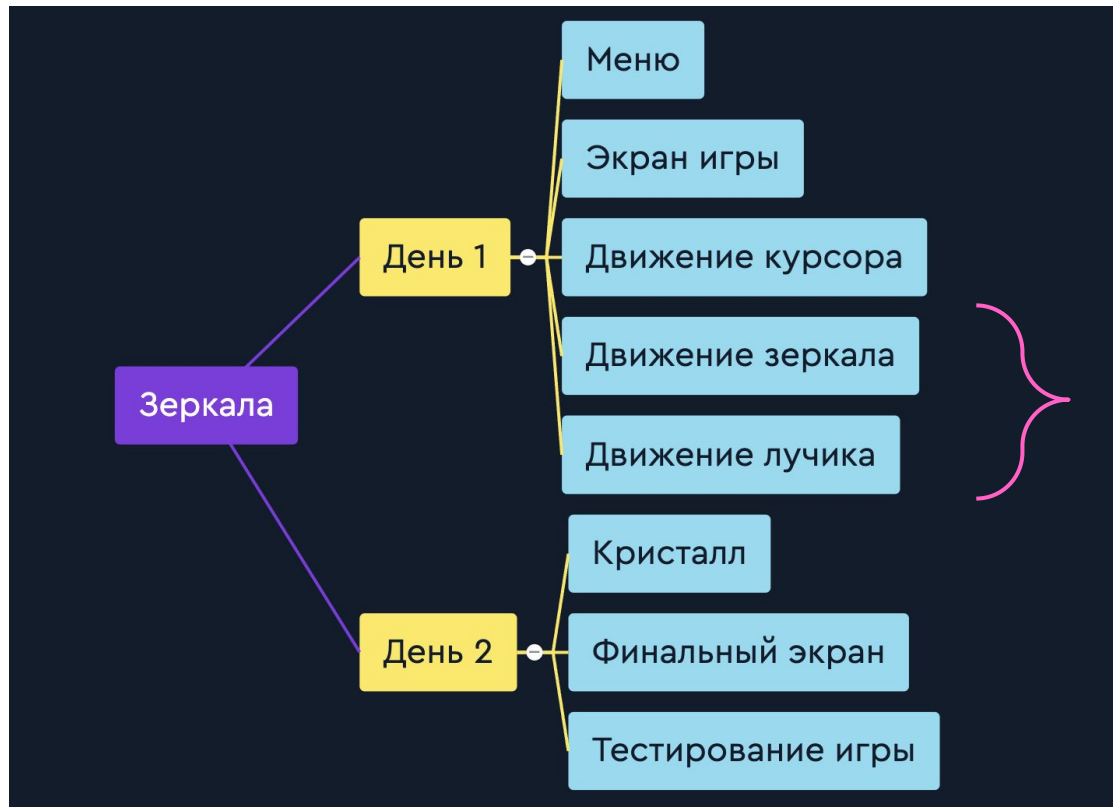 Меню
Экран игры
День 1
Движение курсора
Движение зеркала
Зеркала
Движение лучика
Кристалл
День 2
Финальный экран
Тестирование игры